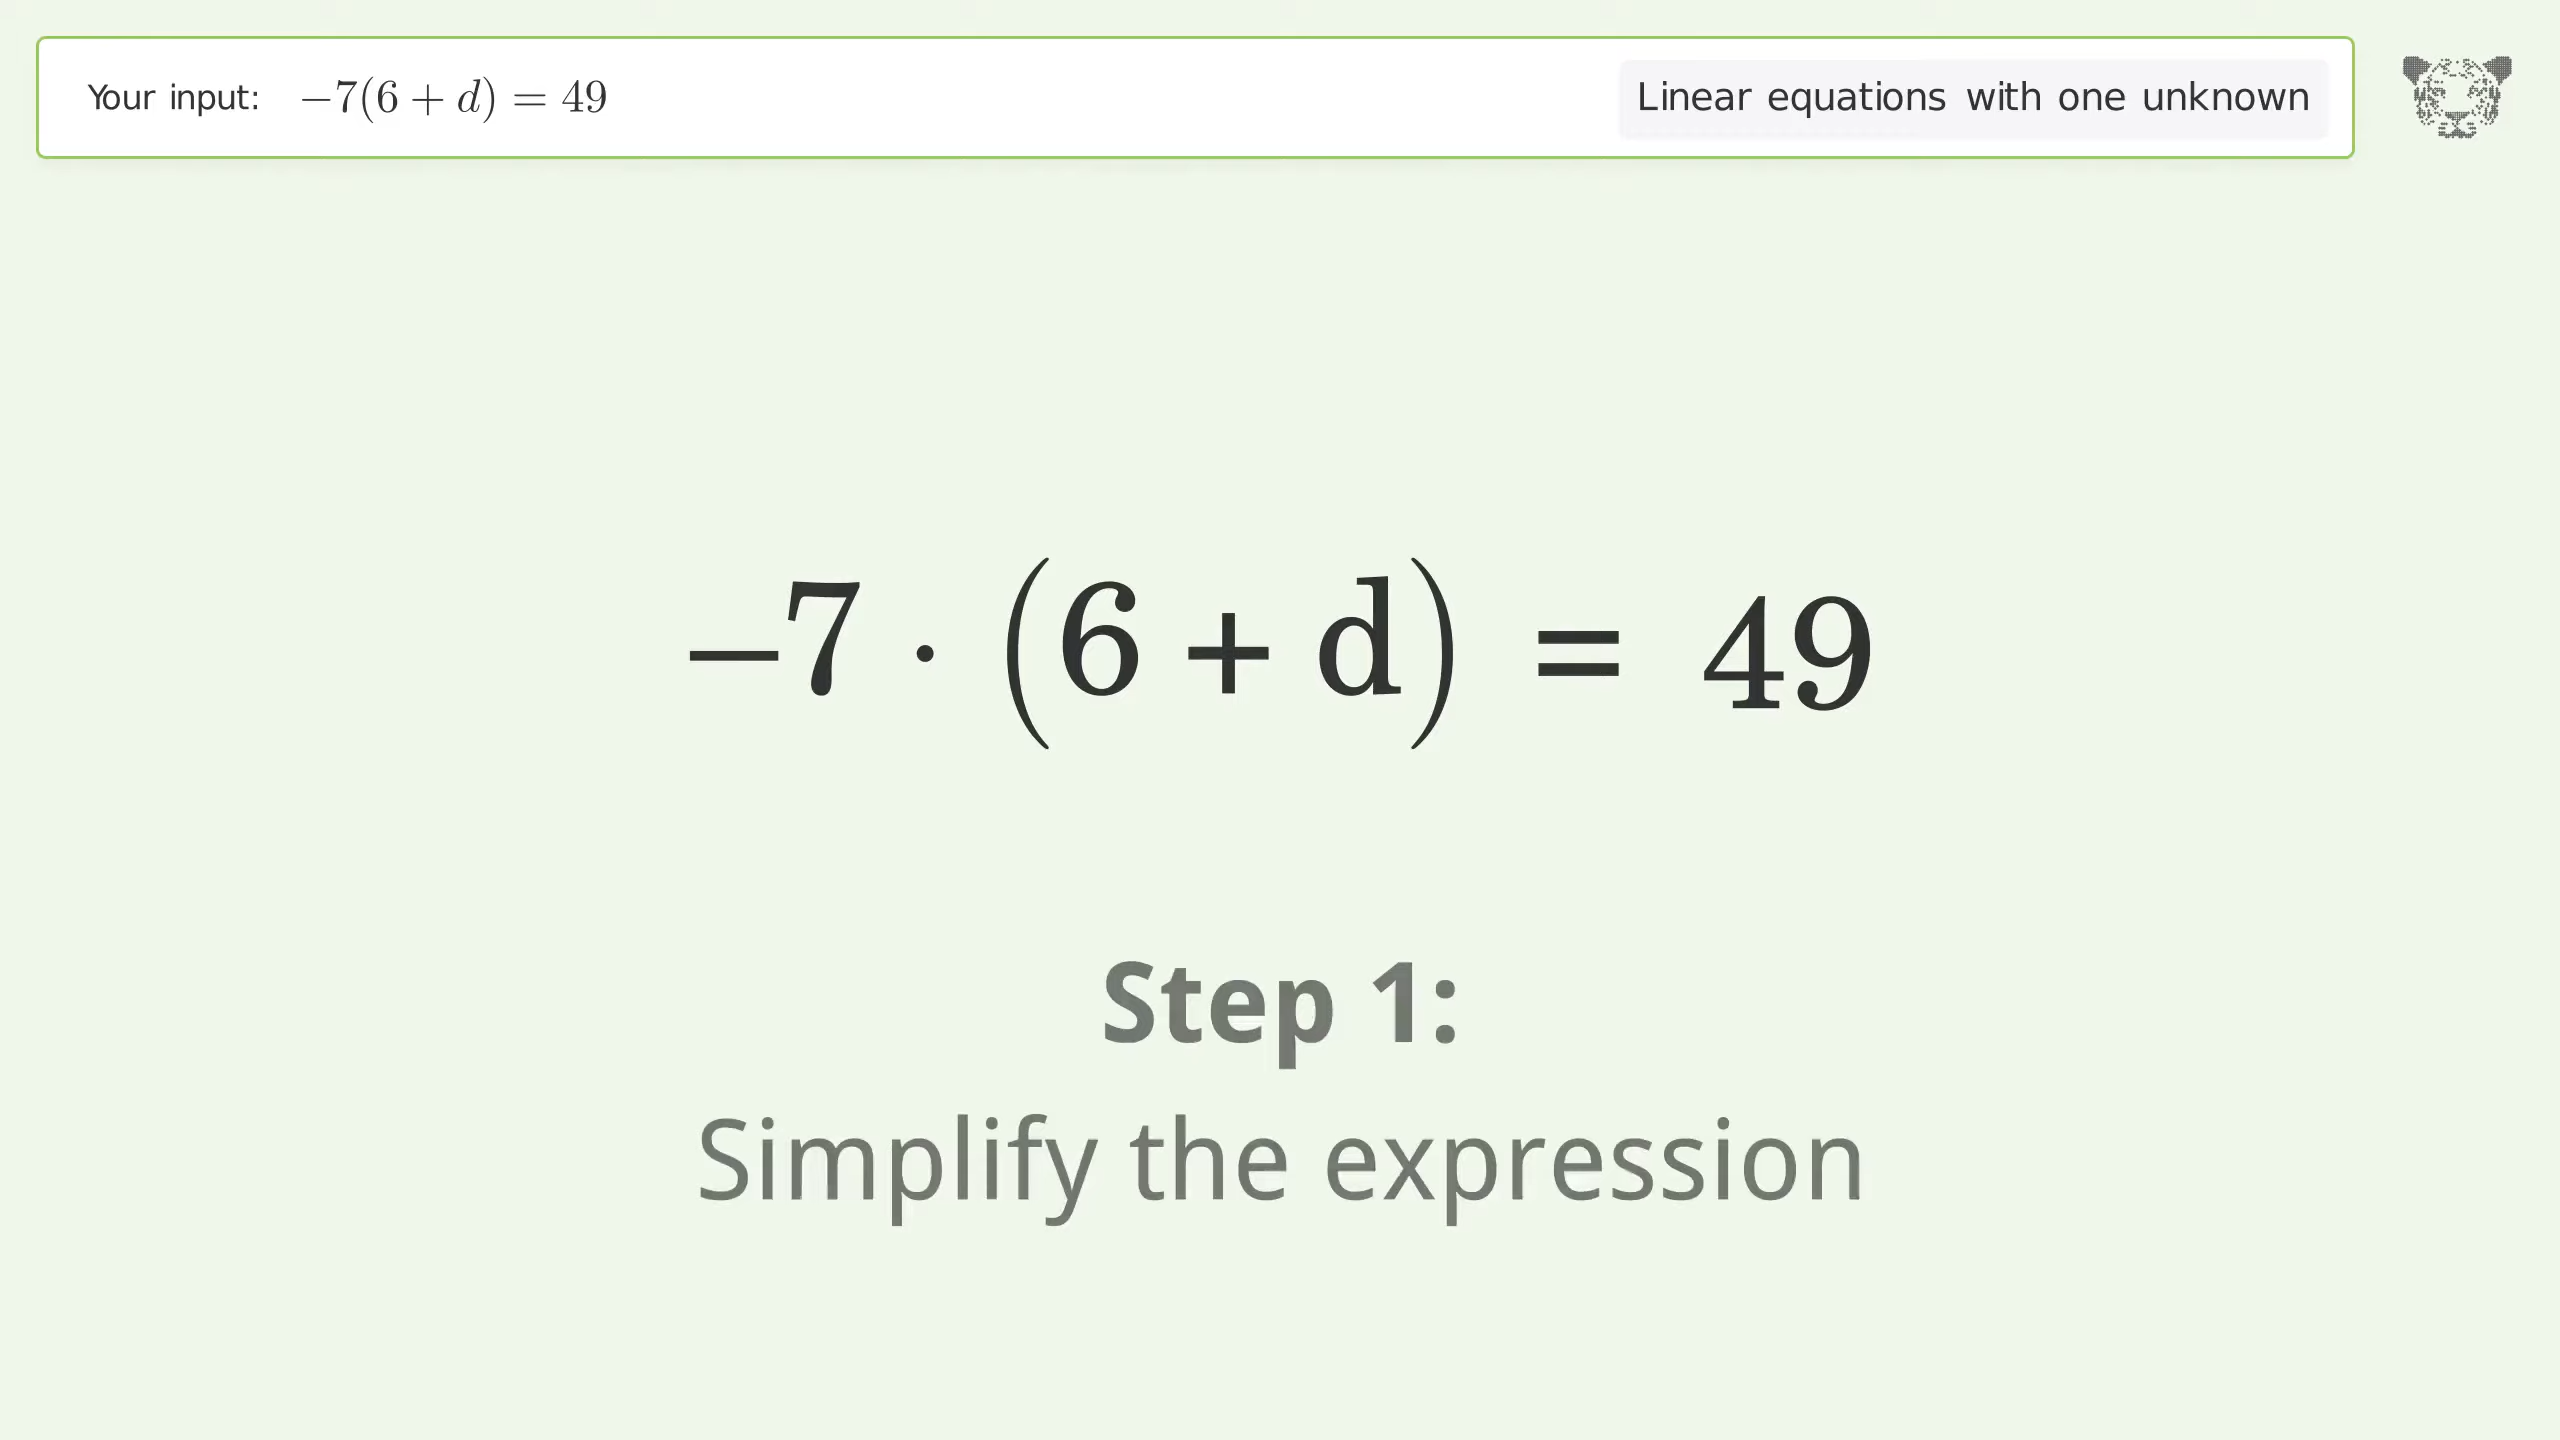 Your input: −7(6 + d) = 49
Linear equations with one unknown
−7 · (6 + d) = 49
Step 1:
Simplify the expression